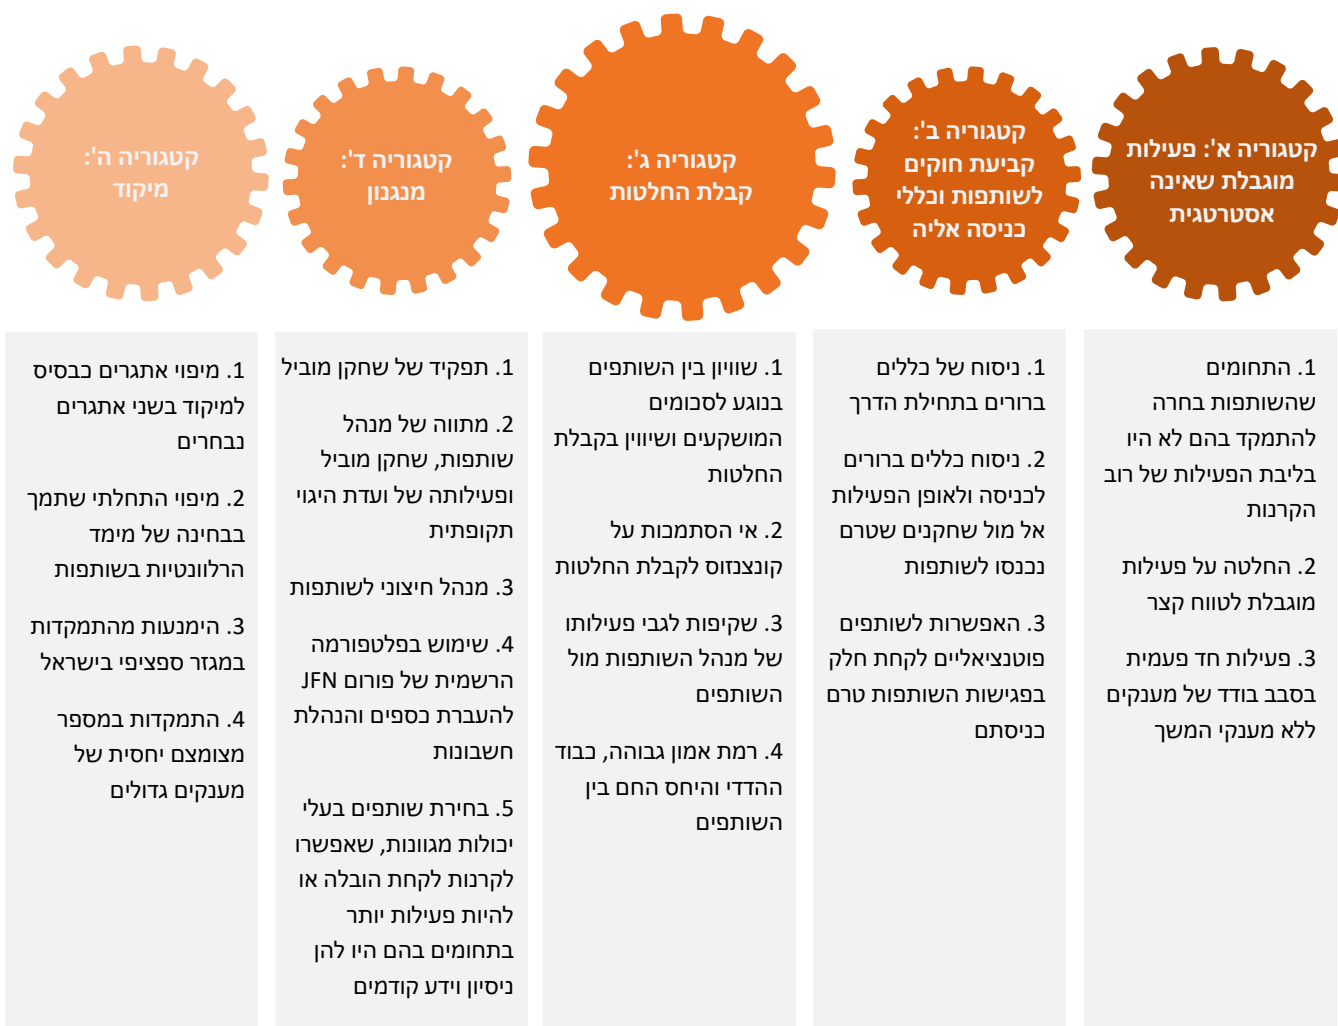 קטגוריה א': פעילות
מוגבלת שאינה
אסטרטגית
1. התחומים
שהשותפות בחרה
להתמקד בהם לא היו
בליבת הפעילות של רוב
הקרנות
2. החלטה על פעילות
מוגבלת לטווח קצר
3. פעילות חד פעמית
בסבב בודד של מענקים
ללא מענקי המשך
קטגוריה ב':
קביעת חוקים
לשותפות וכללי
כניסה אליה
1. ניסוח של כללים
ברורים בתחילת הדרך
2. ניסוח כללים ברורים
לכניסה ולאופן הפעילות
אל מול שחקנים שטרם
נכנסו לשותפות
3. האפשרות לשותפים
פוטנציאליים לקחת חלק
בפגישות השותפות טרם
כניסתם
קטגוריה ג':
קבלת החלטות
1. שוויון בין השותפים
בנוגע לסכומים
המושקעים ושיווין בקבלת
החלטות
2. אי הסתמכות על
קונצנזוס לקבלת החלטות
3. שקיפות לגבי פעילותו
של מנהל השותפות מול
השותפים
4. רמת אמון גבוהה, כבוד
ההדדי והיחס החם בין
השותפים
קטגוריה ד':
מנגנון
1. תפקיד של שחקן מוביל
2. מתווה של מנהל
שותפות, שחקן מוביל
ופעילותה של ועדת היגוי
תקופתית
3. מנהל חיצוני לשותפות
4. שימוש בפלטפורמה
הרשמית של פורום JFN
להעברת כספים והנהלת
חשבונות
5. בחירת שותפים בעלי
יכולות מגוונות, שאפשרו
לקרנות לקחת הובלה או
להיות פעילות יותר
בתחומים בהם היו להן
ניסיון וידע קודמים
קטגוריה ה':
מיקוד
1. מיפוי אתגרים כבסיס
למיקוד בשני אתגרים
נבחרים
2. מיפוי התחלתי שתמך
בבחינה של מימד
הרלוונטיות בשותפות
3. הימנעות מהתמקדות
במגזר ספציפי בישראל
4. התמקדות במספר
מצומצם יחסית של
מענקים גדולים